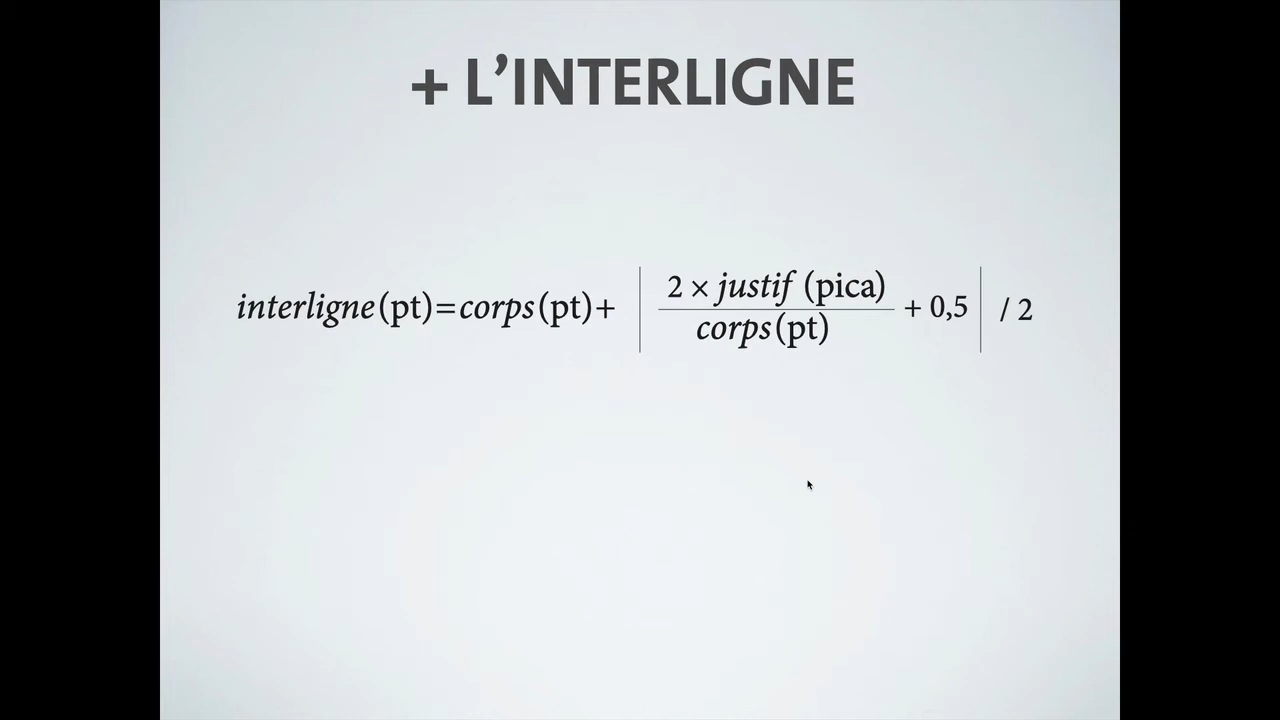 + L’INTERLIGNE
interligne(pt)=corps(pt)+ | 2 × justif (pica) / corps(pt) + 0,5 | / 2